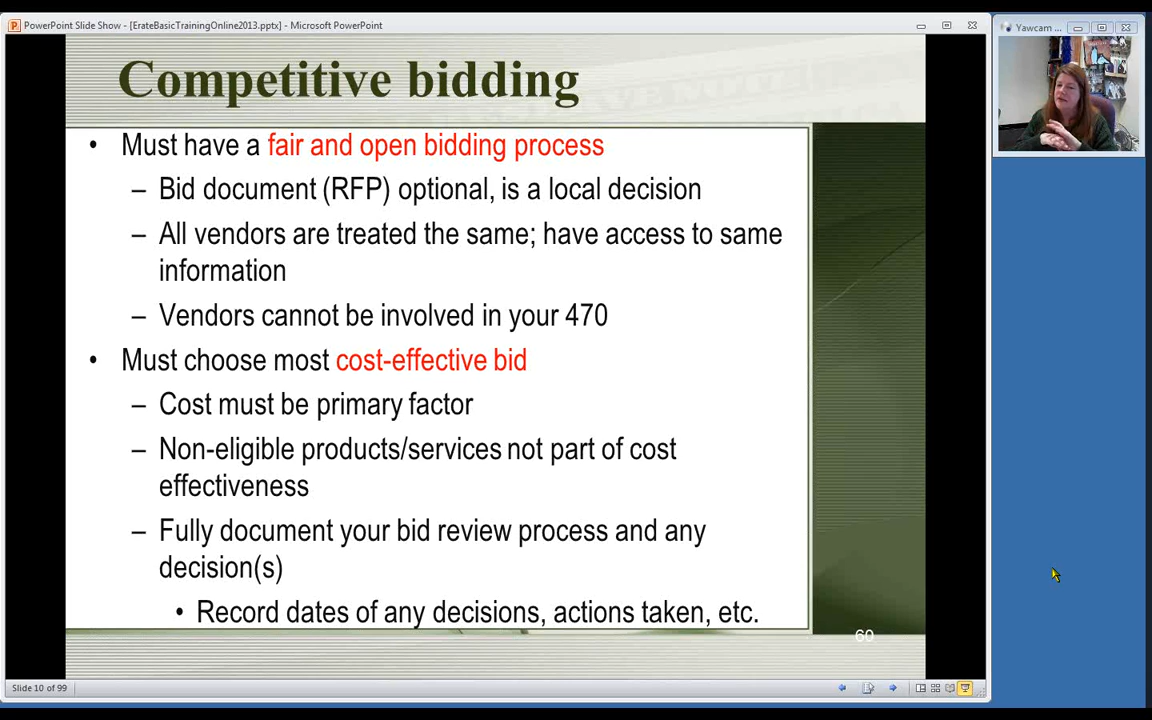 PowerPoint Slide Show - [ErateBasicTrainingOnline2013.pptx] - Microsoft PowerPoint
Yawcam ...
Competitive bidding
• Must have a fair and open bidding process
– Bid document (RFP) optional, is a local decision
– All vendors are treated the same; have access to same
information
– Vendors cannot be involved in your 470
• Must choose most cost-effective bid
– Cost must be primary factor
– Non-eligible products/services not part of cost
effectiveness
– Fully document your bid review process and any
decision(s)
• Record dates of any decisions, actions taken, etc.
Slide 10 of 99